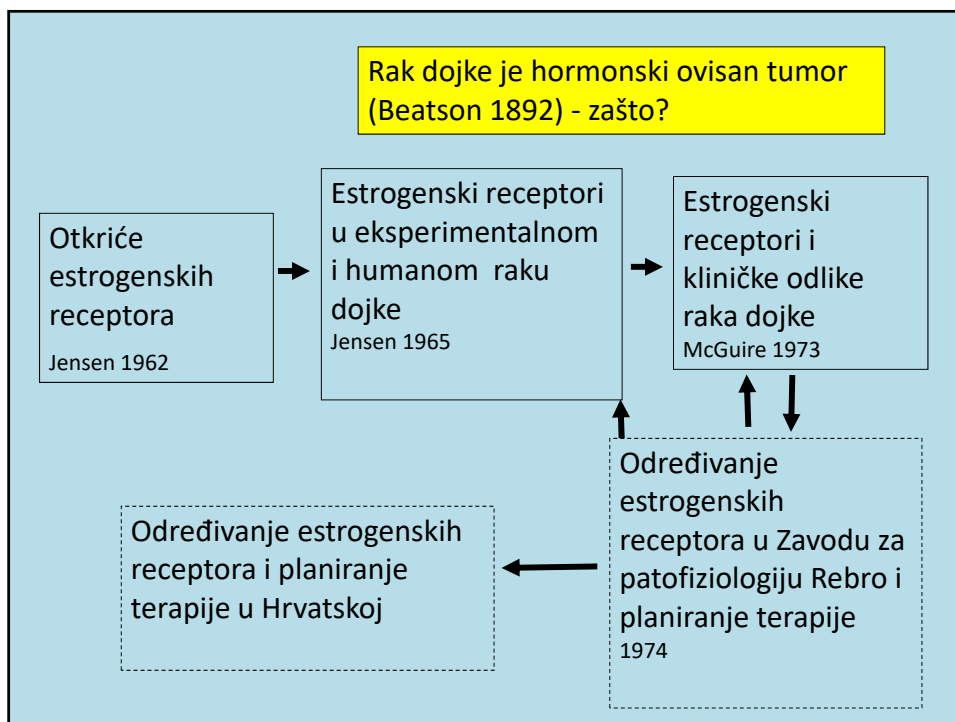 Rak dojke je hormonski ovisan tumor
(Beatson 1892) - zašto?
Otkriće
estrogenskih
receptora
Jensen 1962
Estrogenski receptori
u eksperimentalnom
i humanom raku
dojke
Jensen 1965
Estrogenski
receptori i
kliničke odlike
raka dojke
McGuire 1973
Određivanje
estrogenskih
receptora u Zavodu za
patofiziologiju Rebro i
planiranje terapije
1974
Određivanje estrogenskih
receptora i planiranje
terapije u Hrvatskoj